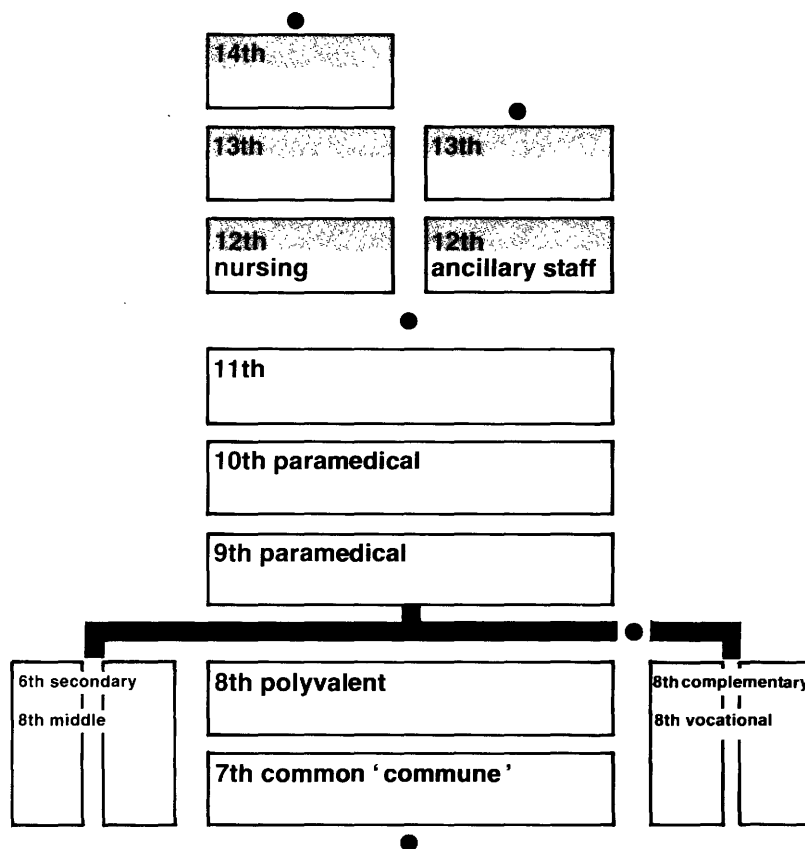 14th
13th
13th
12th
nursing
12th
ancillary staff
11th
10th paramedical
9th paramedical
6th secondary
8th middle
8th polyvalent
8th complementary
8th vocational
7th common ‘commune’